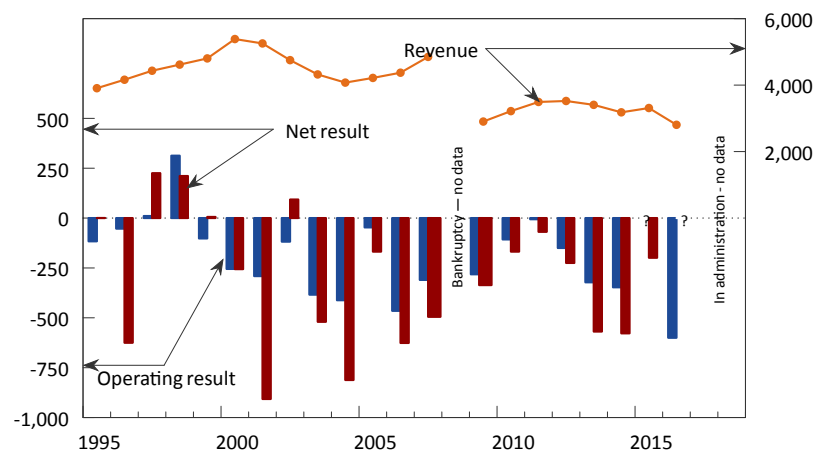 6,000
Revenue
4,000
500
Net result
2,000
250
0
? ?
-250
-500
-750
Operating result
-1,000
Bankruptcy — no data
In administration - no data
1995 2000 2005 2010 2015